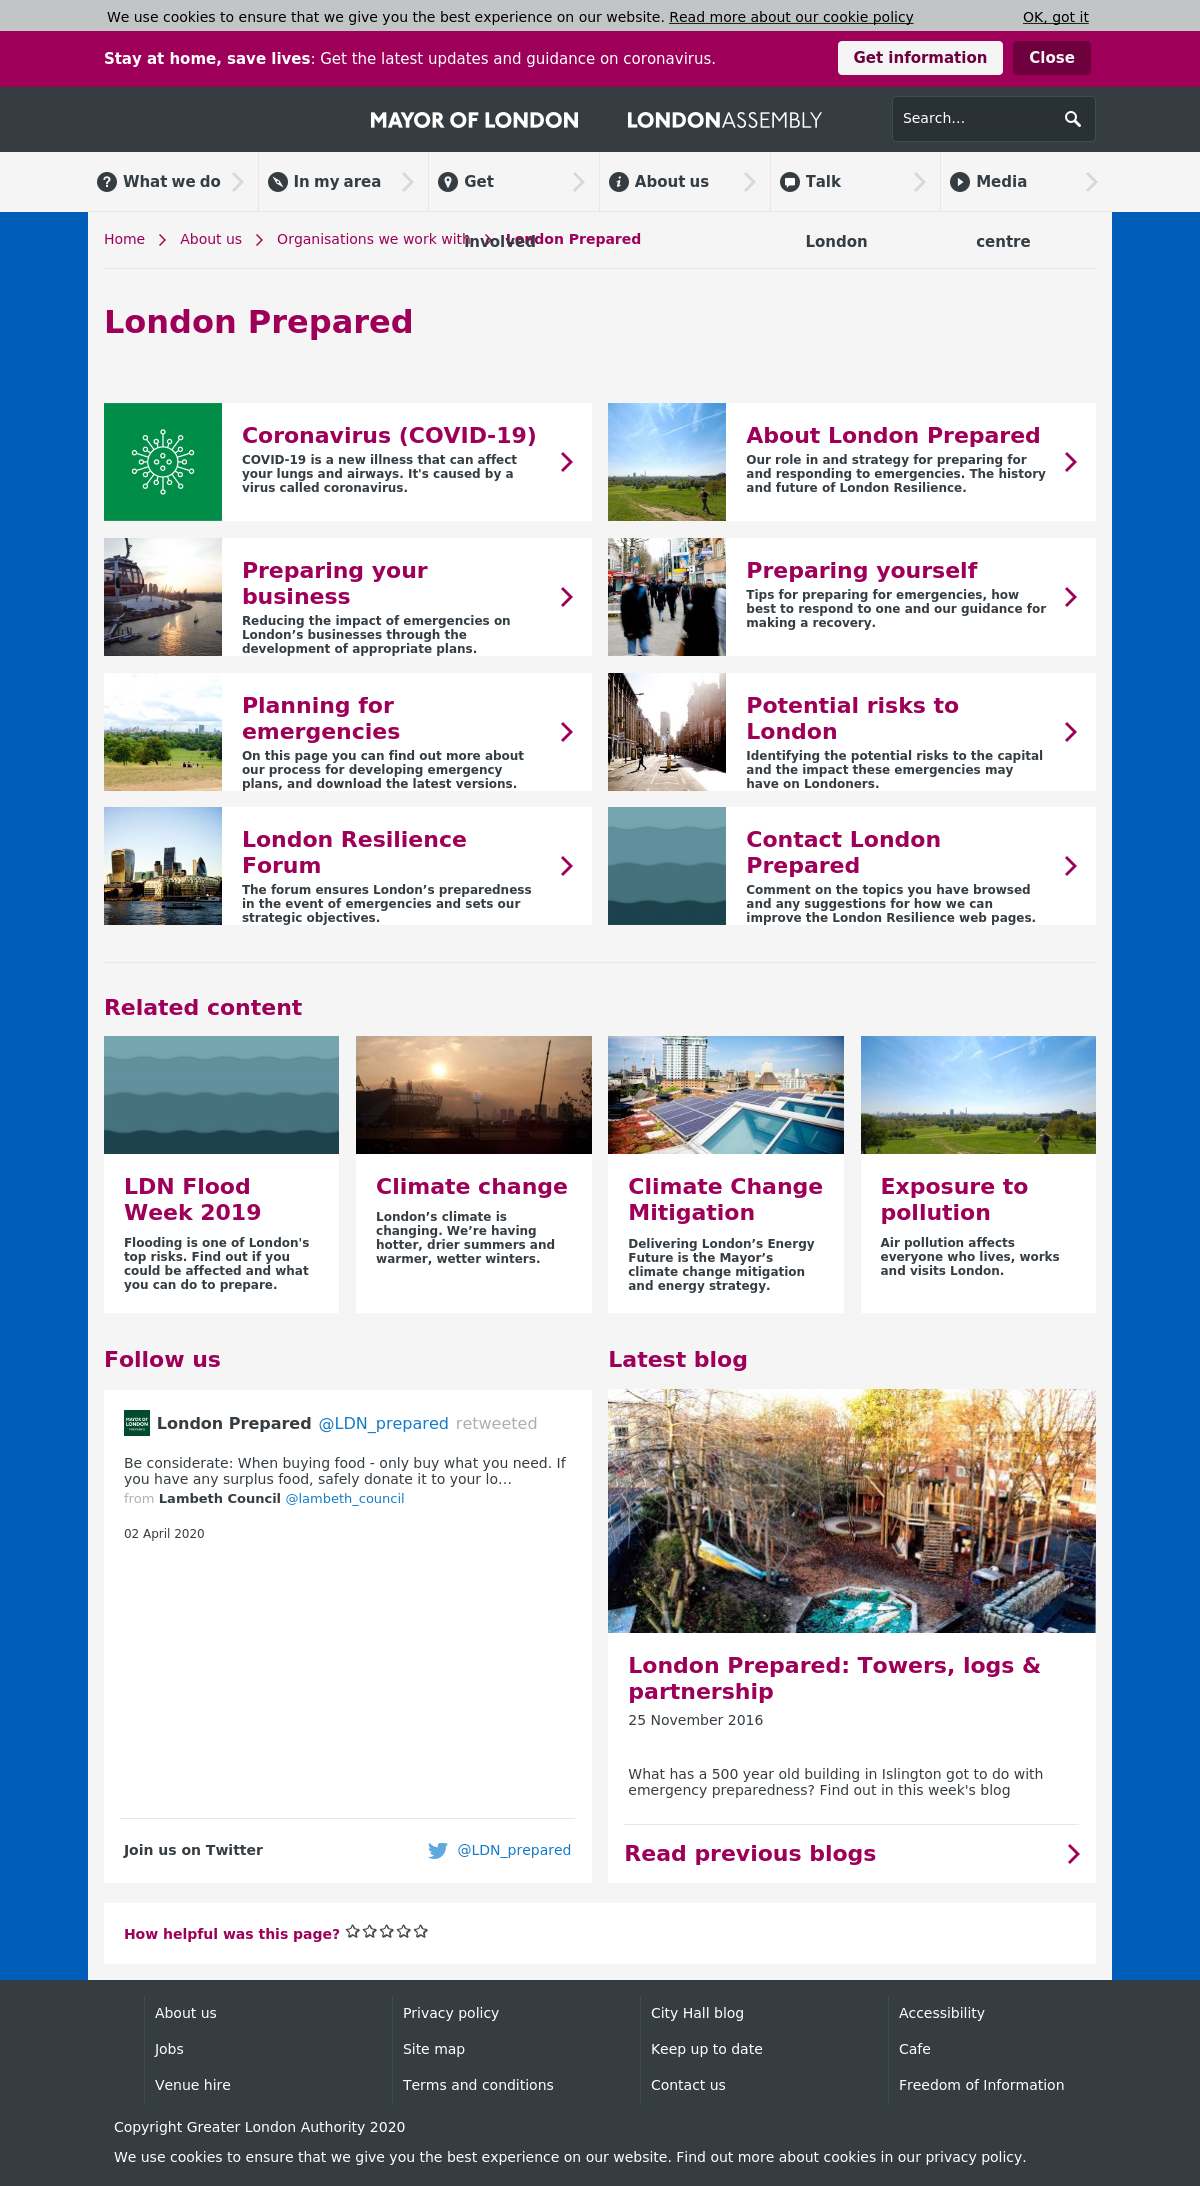 We use cookies to ensure that we give you the best experience on our website. Read more about our cookie policy
OK, got it
Stay at home, save lives: Get the latest updates and guidance on coronavirus.
Get information
Close
MAYOR OF LONDON
LONDONASSEMBLY
Search...
What we do
In my area
Get
involved
About us
Talk
London
Media
centre
Home
About us
Organisations we work with
London Prepared
London Prepared
Coronavirus (COVID-19)
COVID-19 is a new illness that can affect
your lungs and airways. It's caused by a
virus called coronavirus.
About London Prepared
Our role in and strategy for preparing for
and responding to emergencies. The history
and future of London Resilience.
Preparing your
business
Reducing the impact of emergencies on
London’s businesses through the
development of appropriate plans.
Preparing yourself
Tips for preparing for emergencies, how
best to respond to one and our guidance for
making a recovery.
Planning for
emergencies
On this page you can find out more about
our process for developing emergency
plans, and download the latest versions.
Potential risks to
London
Identifying the potential risks to the capital
and the impact these emergencies may
have on Londoners.
London Resilience
Forum
The forum ensures London’s preparedness
in the event of emergencies and sets our
strategic objectives.
Contact London
Prepared
Comment on the topics you have browsed
and any suggestions for how we can
improve the London Resilience web pages.
Related content
LDN Flood
Week 2019
Flooding is one of London's
top risks. Find out if you
could be affected and what
you can do to prepare.
Climate change
London’s climate is
changing. We’re having
hotter, drier summers and
warmer, wetter winters.
Climate Change
Mitigation
Delivering London’s Energy
Future is the Mayor’s
climate change mitigation
and energy strategy.
Exposure to
pollution
Air pollution affects
everyone who lives, works
and visits London.
Follow us
MAYOR OF
LONDON
London Prepared @LDN_prepared retweeted
Be considerate: When buying food - only buy what you need. If
you have any surplus food, safely donate it to your lo…
from Lambeth Council @lambeth_council
02 April 2020
Join us on Twitter
@LDN_prepared
Latest blog
London Prepared: Towers, logs &
partnership
25 November 2016
What has a 500 year old building in Islington got to do with
emergency preparedness? Find out in this week's blog
Read previous blogs
How helpful was this page?
About us
Jobs
Venue hire
Privacy policy
Site map
Terms and conditions
City Hall blog
Keep up to date
Contact us
Accessibility
Cafe
Freedom of Information
Copyright Greater London Authority 2020
We use cookies to ensure that we give you the best experience on our website. Find out more about cookies in our privacy policy.